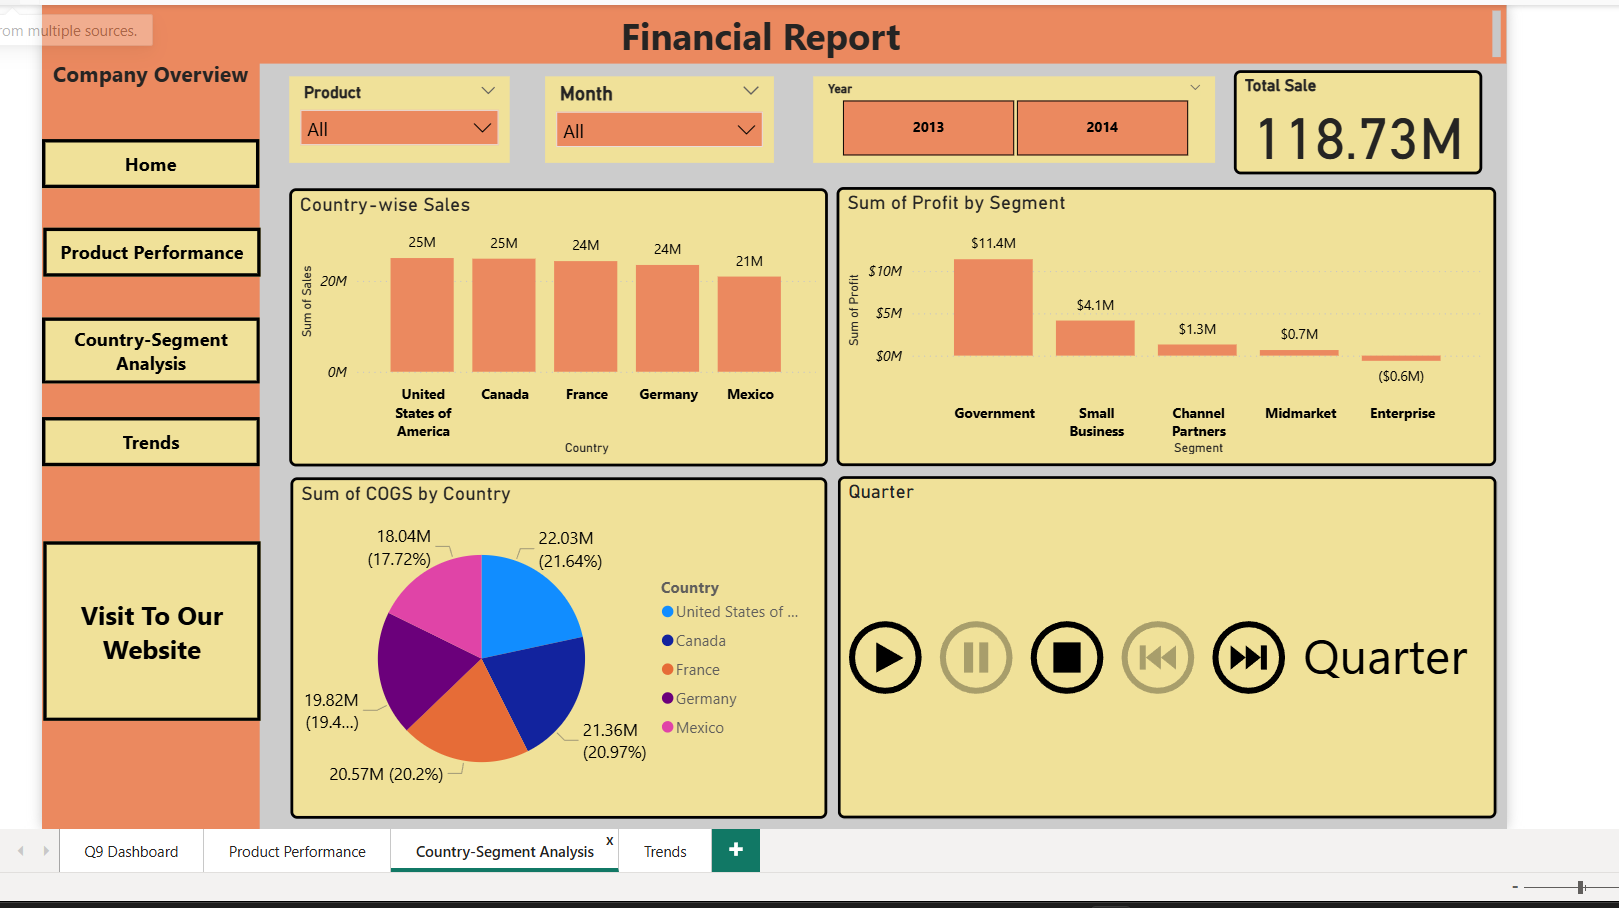 Financial Report
rom multiple sources.
Company Overview
Home
Product Performance
Country-Segment
Analysis
Trends
Visit To Our
Website
Product
All
Month
All
Year
2013
2014
Total Sale
118.73M
Country-wise Sales
25M
25M
24M
24M
21M
20M
0M
Sum of Sales
United
States of
America
Canada
France
Germany
Mexico
Country
Sum of Profit by Segment
$11.4M
$4.1M
$1.3M
$0.7M
($0.6M)
$10M
$5M
$0M
Sum of Profit
Government
Small
Business
Channel
Partners
Midmarket
Enterprise
Segment
Sum of COGS by Country
18.04M
(17.72%)
22.03M
(21.64%)
19.82M
(19.4...)
21.36M
(20.97%)
20.57M (20.2%)
Country
United States of ...
Canada
France
Germany
Mexico
Quarter
Quarter
Q9 Dashboard
Product Performance
Country-Segment Analysis
x
Trends
+
-